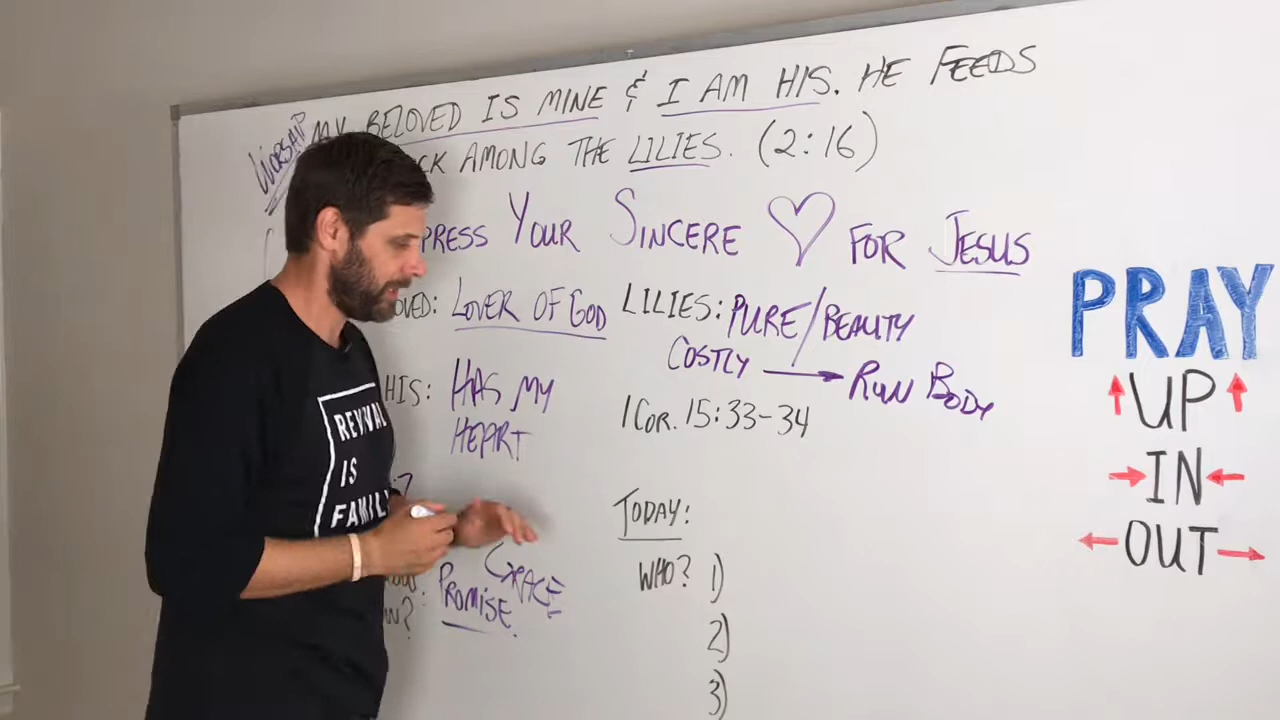 WORSHIP
MY BELOVED IS MINE & I AM HIS. HE FEEDS
AMONG THE LILIES. (2:16)
YOUR SINCERE ♡ FOR JESUS
LOVER OF GOD
LILIES: PURE/BEAUTY
COSTLY → RUN BODY
HIS: HAS MY
HEART
1 COR. 15:33-34
TODAY:
WHO? 1)
2)
3)
GRACE
PROMISE.
PRAY
↑ UP ↑
→ IN ←
← OUT →
REVIVAL
IS
FAMILY